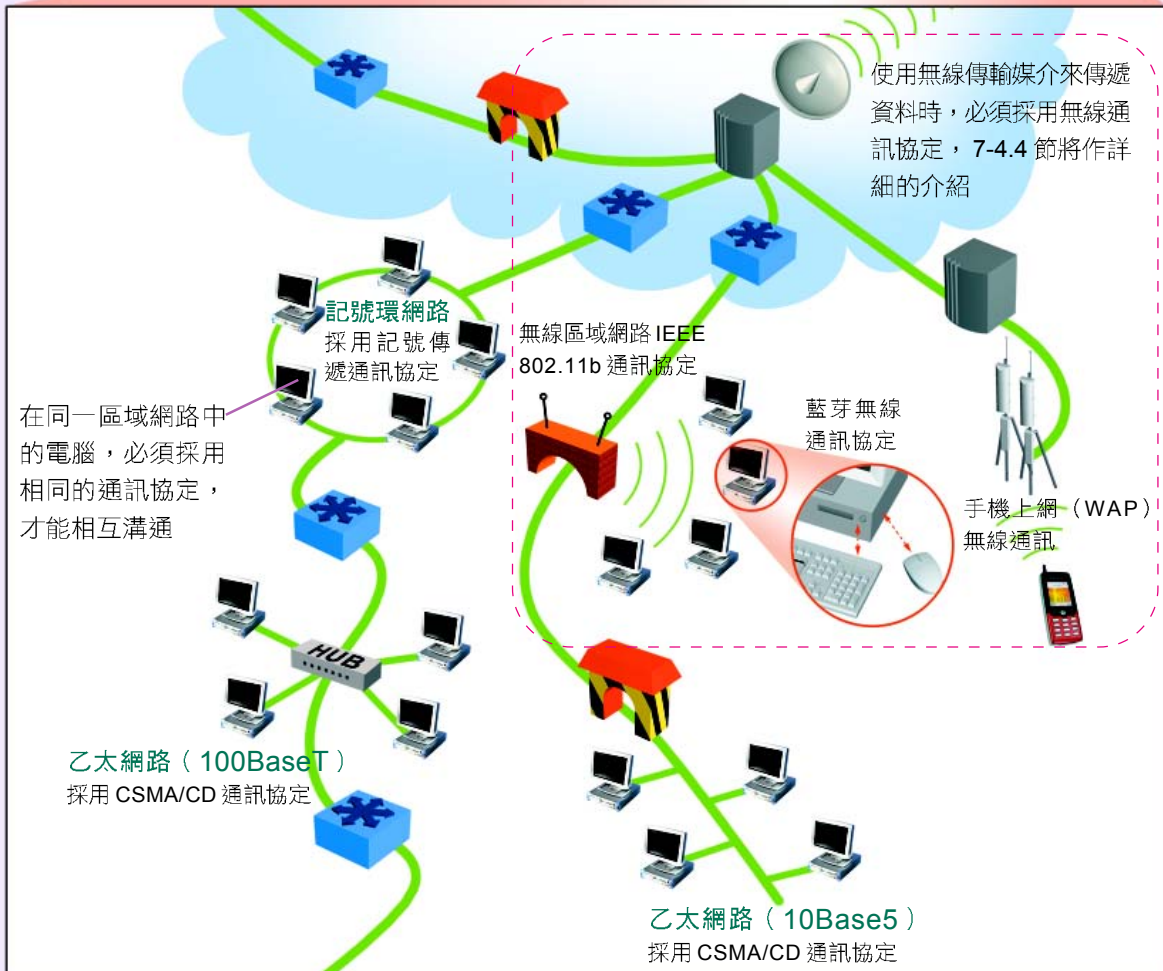 使用無線傳輸媒介來傳遞
資料時，必須採用無線通
訊協定， 7-4.4 節將作詳
細的介紹
記號環網路
採用記號傳
遞通訊協定
無線區域網路 IEEE
802.11b 通訊協定
在同一區域網路中
的電腦，必須採用
相同的通訊協定，
才能相互溝通
藍芽無線
通訊協定
手機上網（WAP）
無線通訊
HUB
乙太網路（100BaseT）
採用 CSMA/CD 通訊協定
乙太網路（10Base5）
採用 CSMA/CD 通訊協定